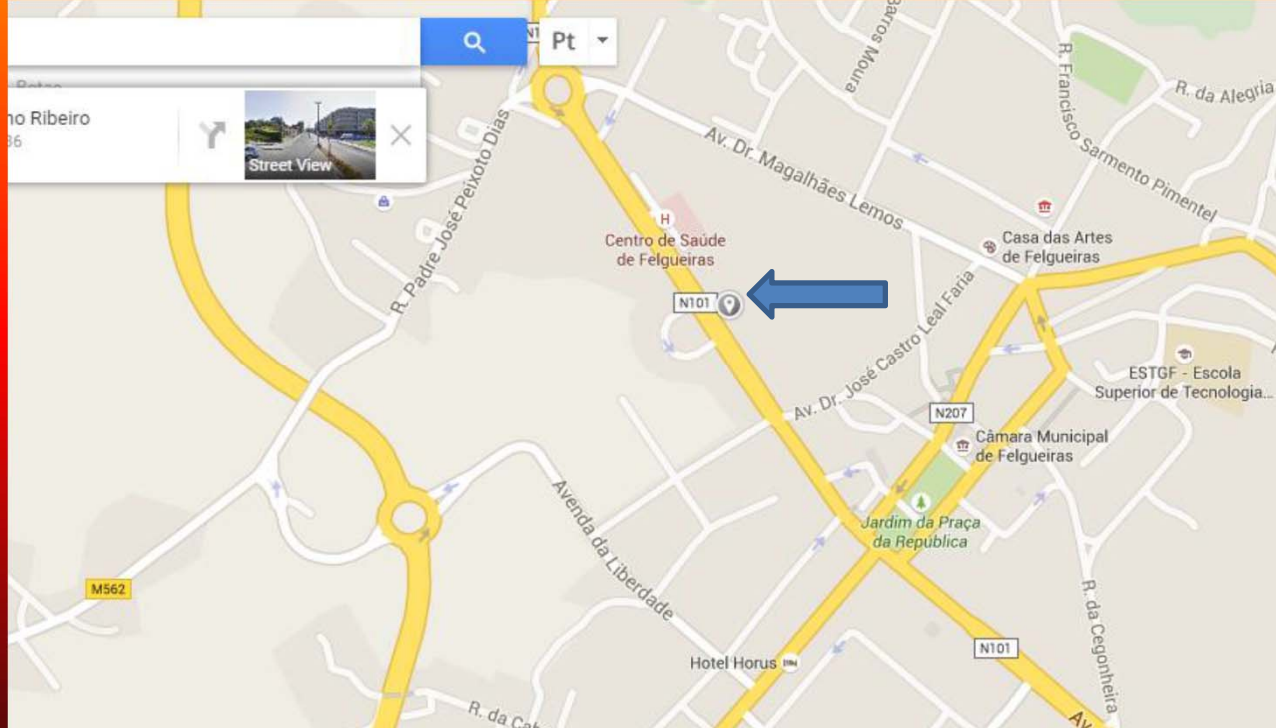 Pt
no Ribeiro
36
Street View
R. Padre José Peixoto Dias
Barros Moura
R. Francisco Sarmento Pimentel
R. da Alegria
Av. Dr. Magalhães Lemos
H
Centro de Saúde
de Felgueiras
Casa das Artes
de Felgueiras
N101
Av. Dr. José Castro Leal Faria
ESTGF - Escola
Superior de Tecnologia...
N207
Câmara Municipal
de Felgueiras
Jardim da Praça
da República
Avenda da Liberdade
M562
R. da Cegonheira
N101
Hotel Horus
Av